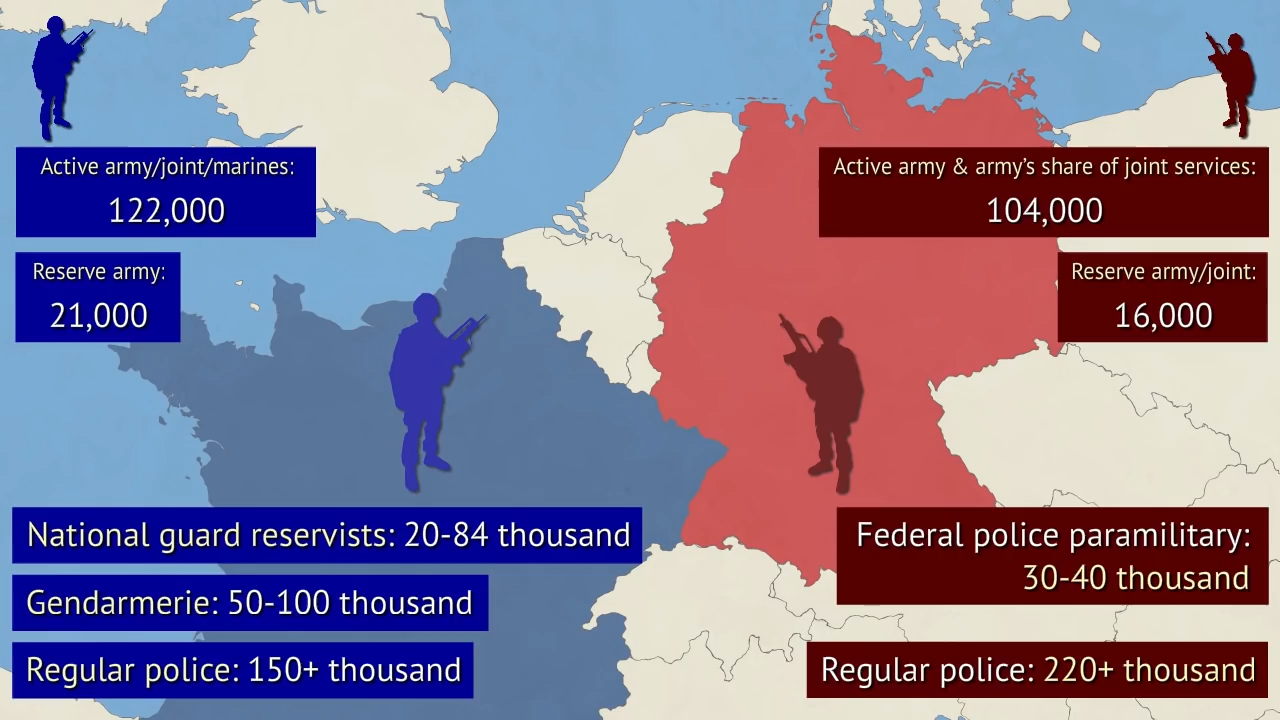 Active army/joint/marines:
122,000
Reserve army:
21,000
National guard reservists: 20-84 thousand
Gendarmerie: 50-100 thousand
Regular police: 150+ thousand
Active army & army’s share of joint services:
104,000
Reserve army/joint:
16,000
Federal police paramilitary:
30-40 thousand
Regular police: 220+ thousand